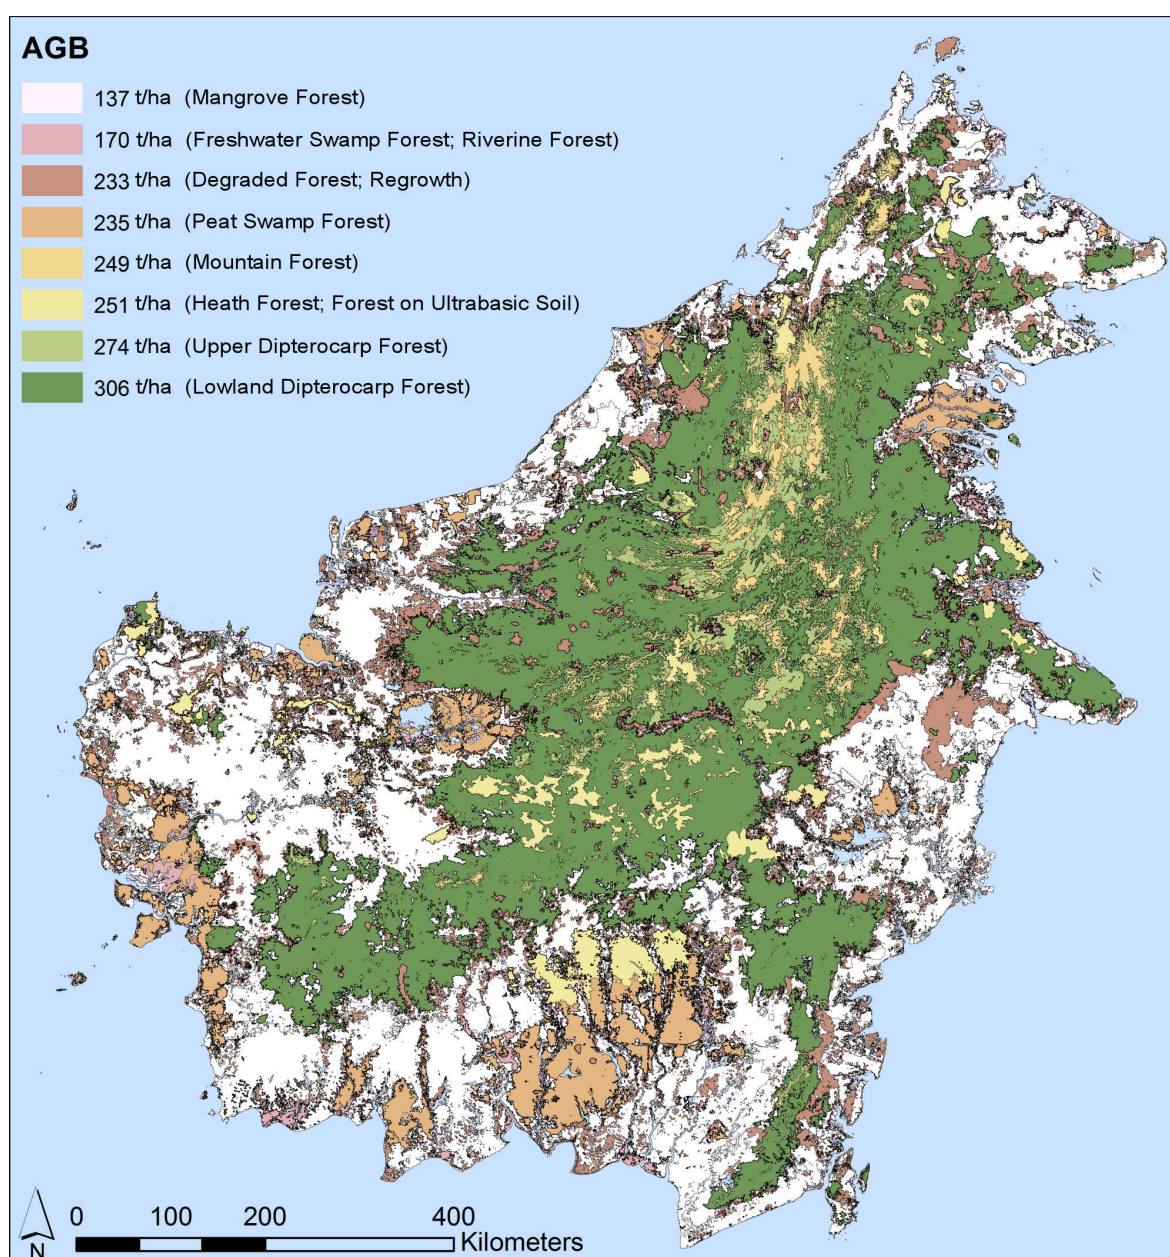 AGB
137 t/ha (Mangrove Forest)
170 t/ha (Freshwater Swamp Forest; Riverine Forest)
233 t/ha (Degraded Forest; Regrowth)
235 t/ha (Peat Swamp Forest)
249 t/ha (Mountain Forest)
251 t/ha (Heath Forest; Forest on Ultrabasic Soil)
274 t/ha (Upper Dipterocarp Forest)
306 t/ha (Lowland Dipterocarp Forest)
0 100 200 400
Kilometers
N